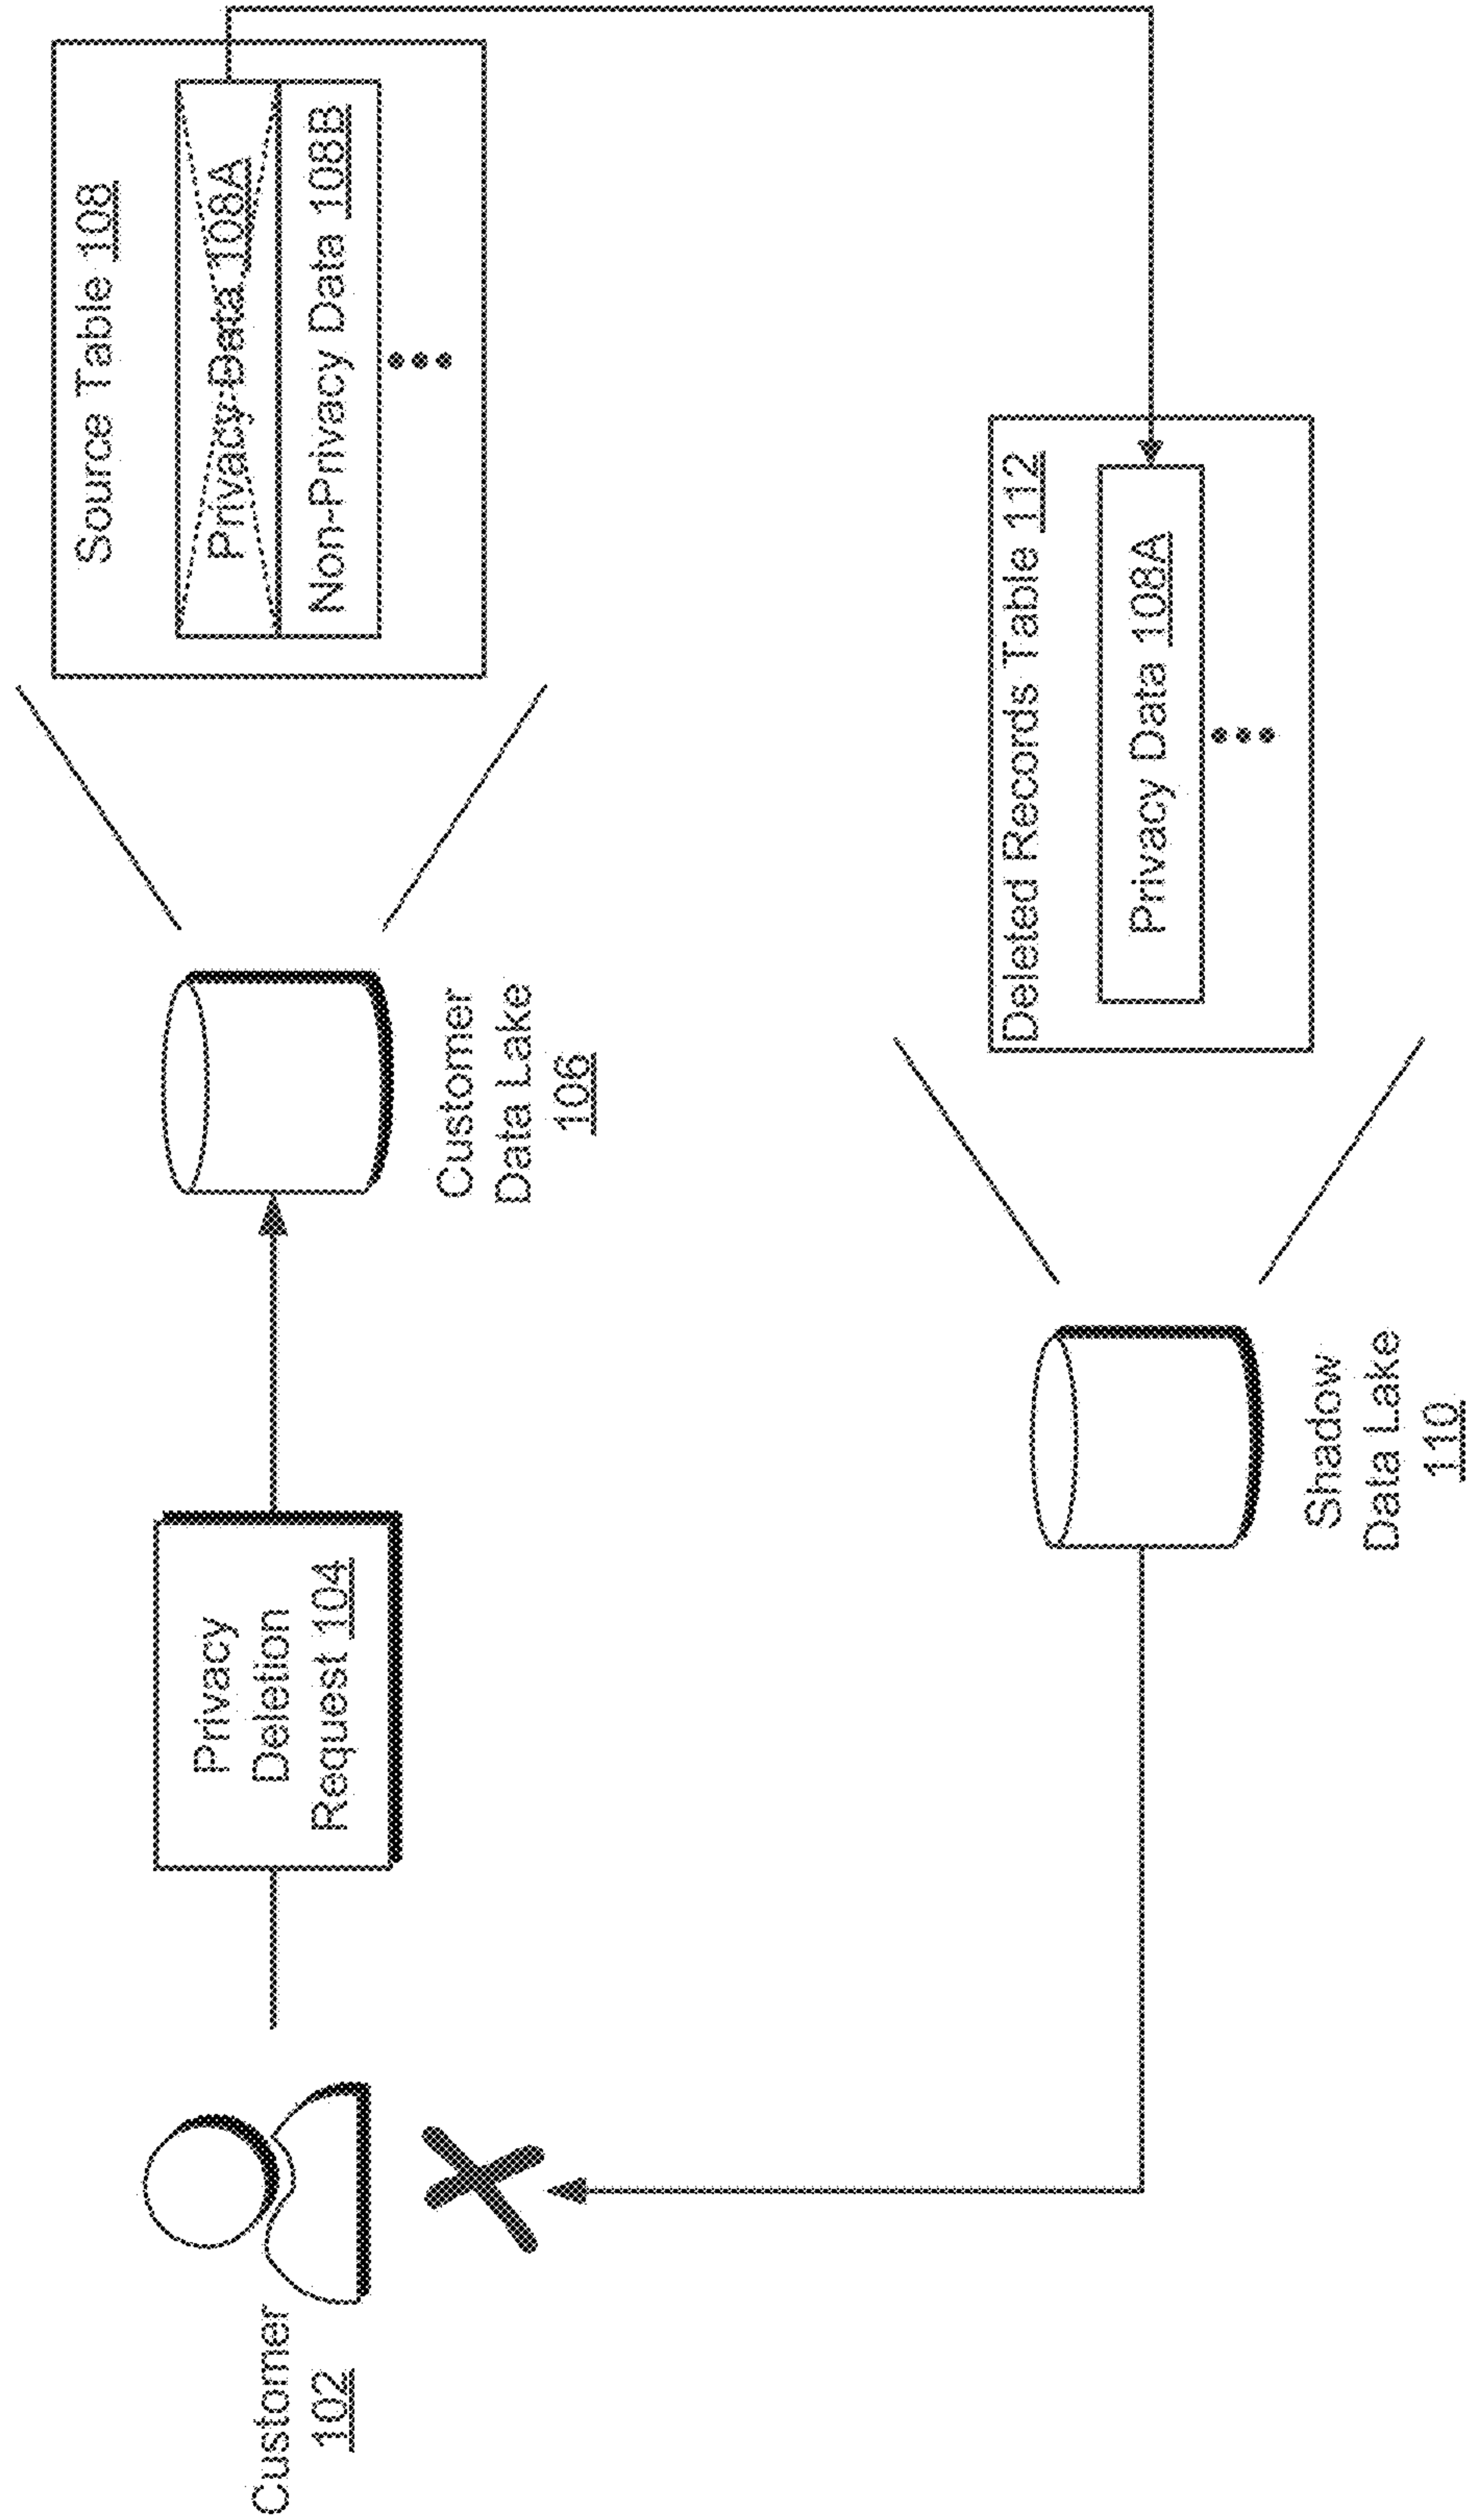 Customer
102
Privacy
Deletion
Request 104
Customer
Data Lake
106
Source Table 108
Privacy Data 108A
Non-Privacy Data 108B
Shadow
Data Lake
110
Deleted Records Table 112
Privacy Data 108A